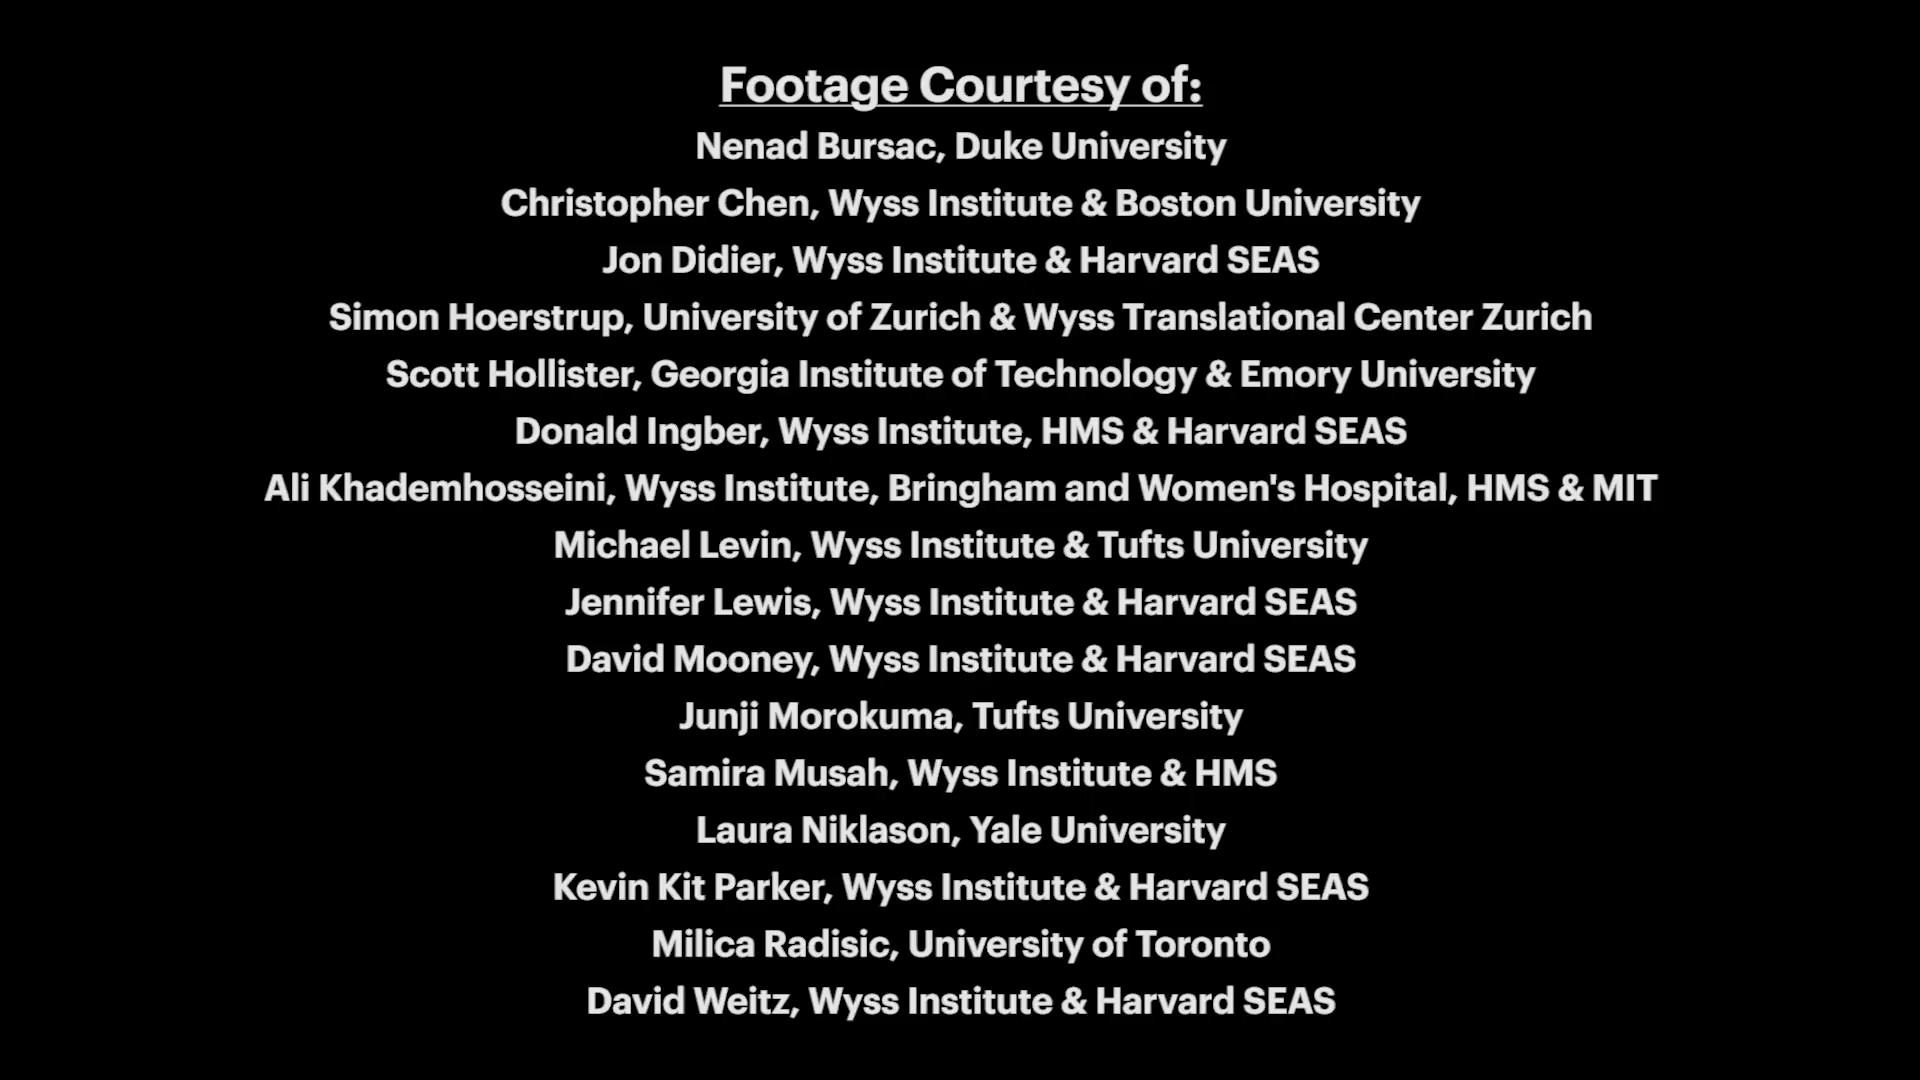 Footage Courtesy of:
Nenad Bursac, Duke University
Christopher Chen, Wyss Institute & Boston University
Jon Didier, Wyss Institute & Harvard SEAS
Simon Hoerstrup, University of Zurich & Wyss Translational Center Zurich
Scott Hollister, Georgia Institute of Technology & Emory University
Donald Ingber, Wyss Institute, HMS & Harvard SEAS
Ali Khademhosseini, Wyss Institute, Bringham and Women's Hospital, HMS & MIT
Michael Levin, Wyss Institute & Tufts University
Jennifer Lewis, Wyss Institute & Harvard SEAS
David Mooney, Wyss Institute & Harvard SEAS
Junji Morokuma, Tufts University
Samira Musah, Wyss Institute & HMS
Laura Niklason, Yale University
Kevin Kit Parker, Wyss Institute & Harvard SEAS
Milica Radisic, University of Toronto
David Weitz, Wyss Institute & Harvard SEAS